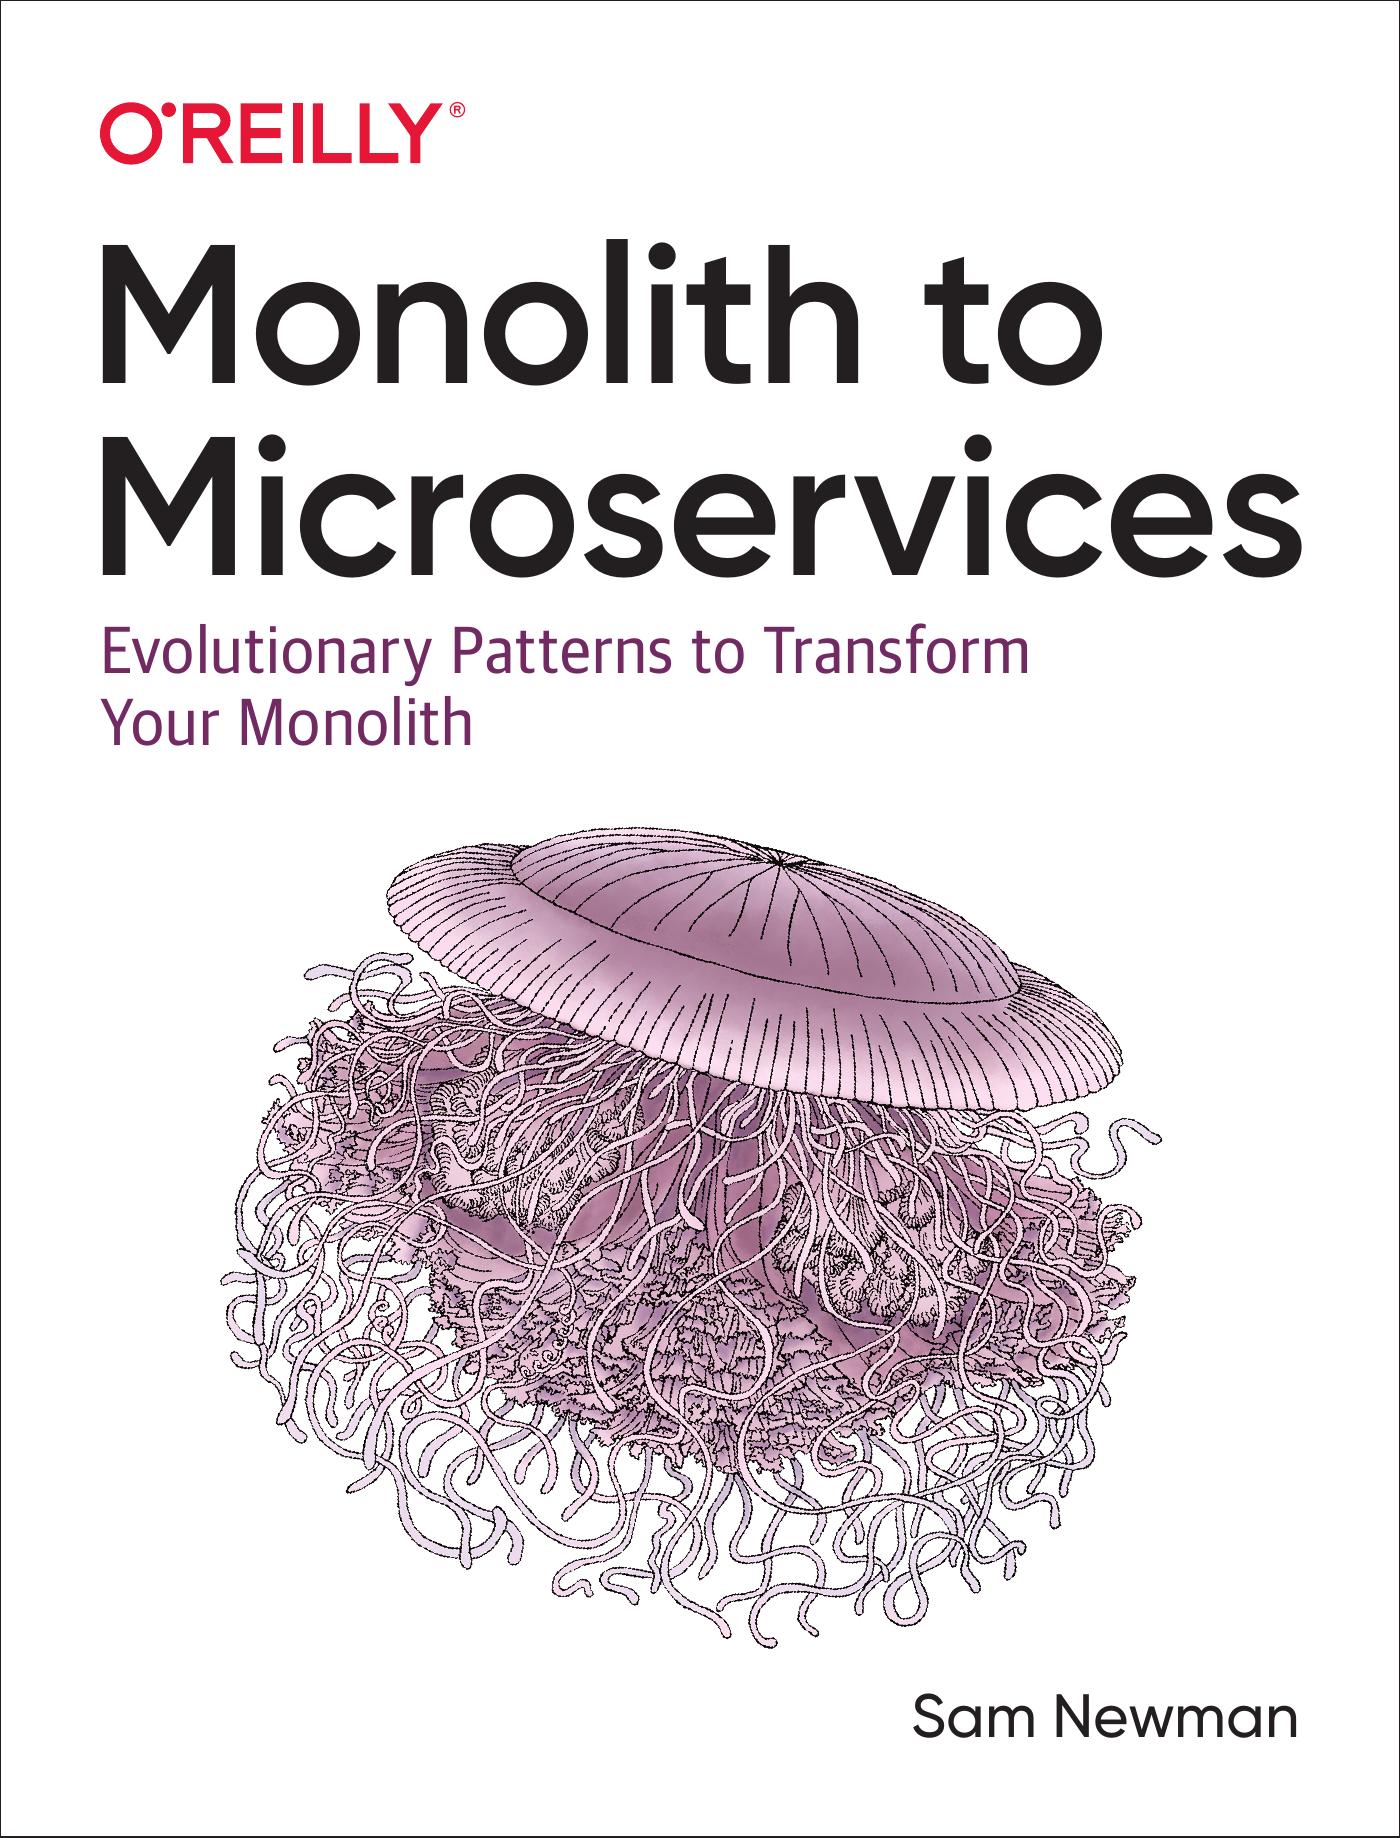 O'REILLY®
Monolith to
Microservices
Evolutionary Patterns to Transform
Your Monolith
Sam Newman